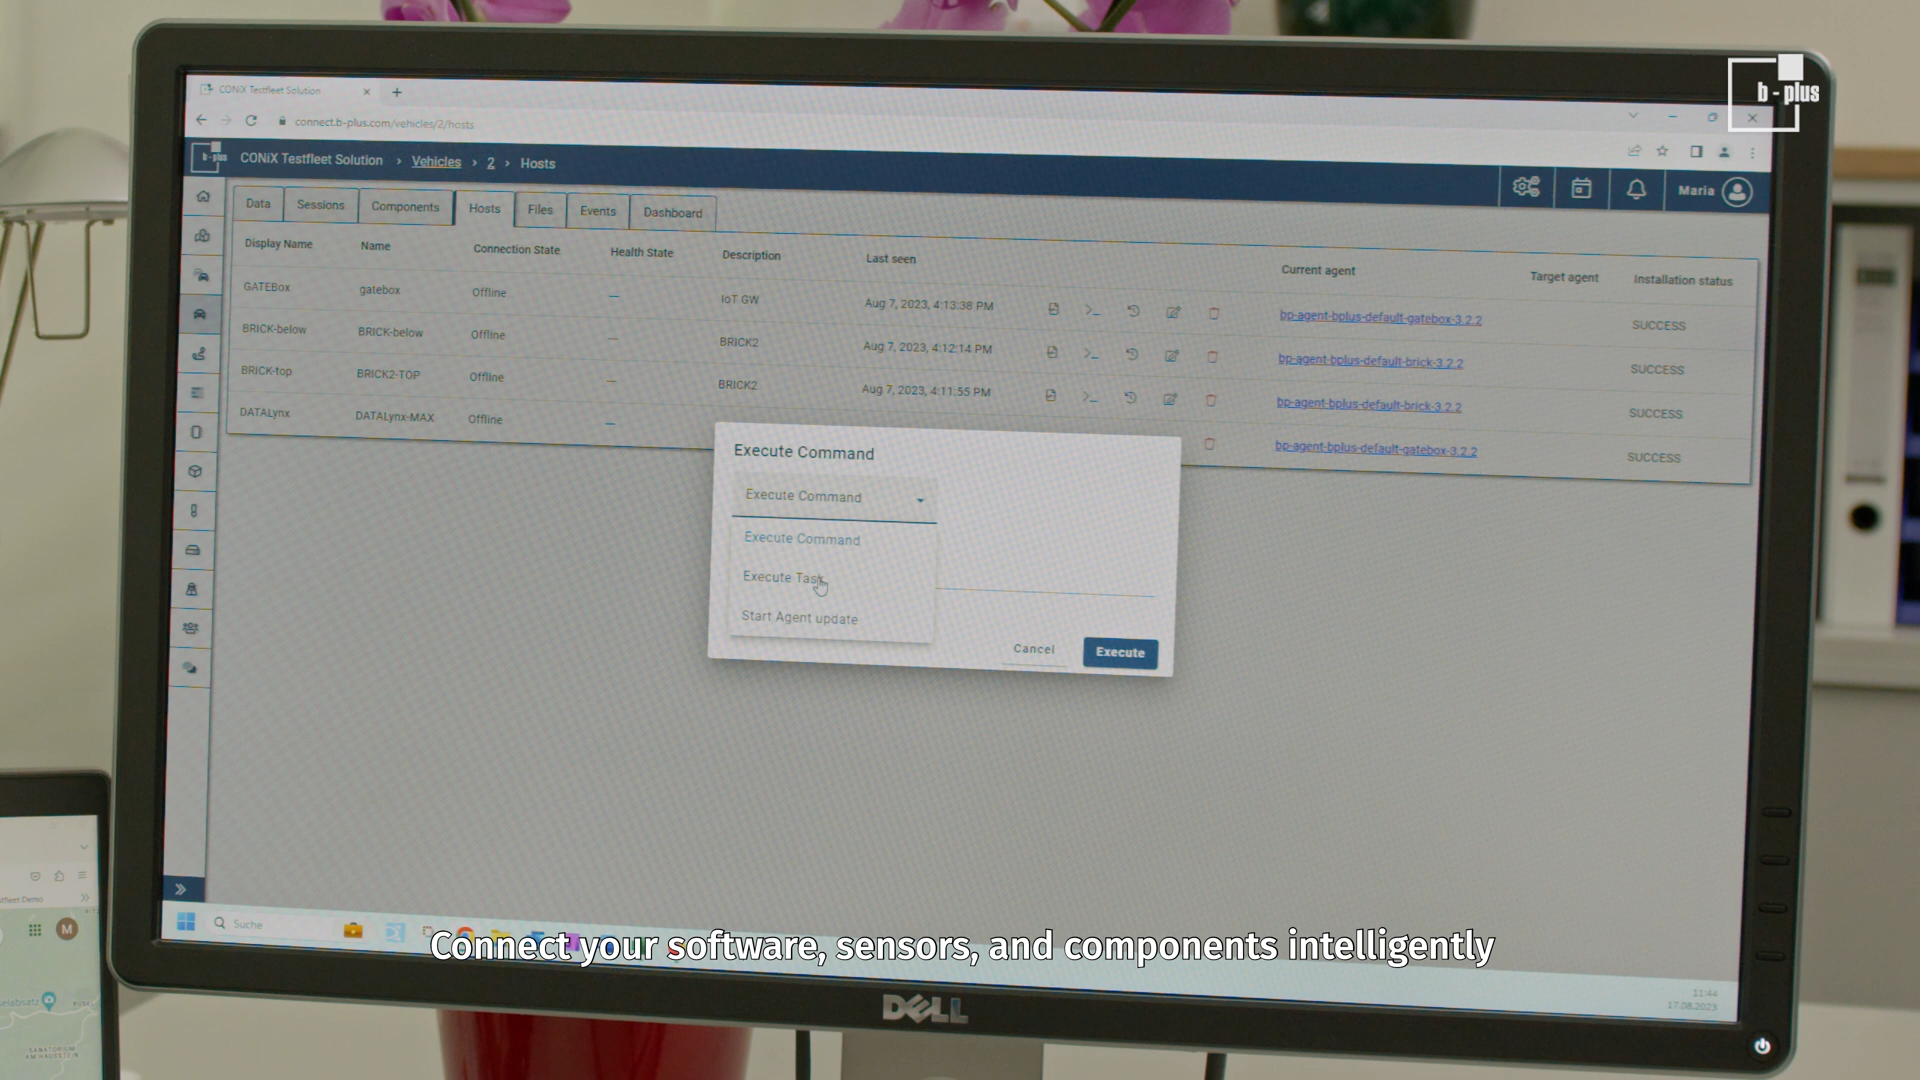 b-plus
CONiX Testfleet Solution
connect.b-plus.com/vehicles/2/hosts
b-plus CONiX Testfleet Solution > Vehicles > 2 > Hosts
Maria
Data Sessions Components Hosts Files Events Dashboard
Display Name Name Connection State Health State Description Last seen Current agent Target agent Installation status
GATEBox gatebox Offline — IoT GW Aug 7, 2023, 4:13:38 PM bp-agent-bplus-default-gatebox-3.2.2 SUCCESS
BRICK-below BRICK-below Offline — BRICK2 Aug 7, 2023, 4:12:14 PM bp-agent-bplus-default-brick-3.2.2 SUCCESS
BRICK-top BRICK2-TOP Offline — BRICK2 Aug 7, 2023, 4:11:55 PM bp-agent-bplus-default-brick-3.2.2 SUCCESS
DATALynx DATALynx-MAX Offline — bp-agent-bplus-default-gatebox-3.2.2 SUCCESS
Execute Command
Execute Command
Execute Command
Execute Task
Start Agent update
Cancel Execute
Suche
11:44
17.08.2023
Connect your software, sensors, and components intelligently
DELL
M
SANATORIUM
AM HAUSSTEIN